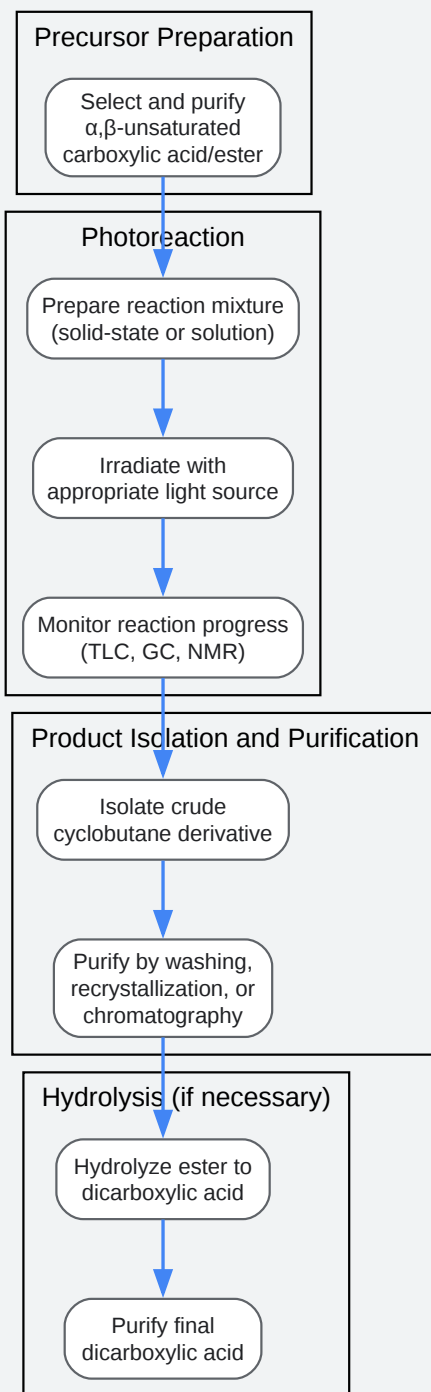 Precursor Preparation
Select and purify
α,β-unsaturated
carboxylic acid/ester
Photoreaction
Prepare reaction mixture
(solid-state or solution)
Irradiate with
appropriate light source
Monitor reaction progress
(TLC, GC, NMR)
Product Isolation and Purification
Isolate crude
cyclobutane derivative
Purify by washing,
recrystallization, or
chromatography
Hydrolysis (if necessary)
Hydrolyze ester to
dicarboxylic acid
Purify final
dicarboxylic acid